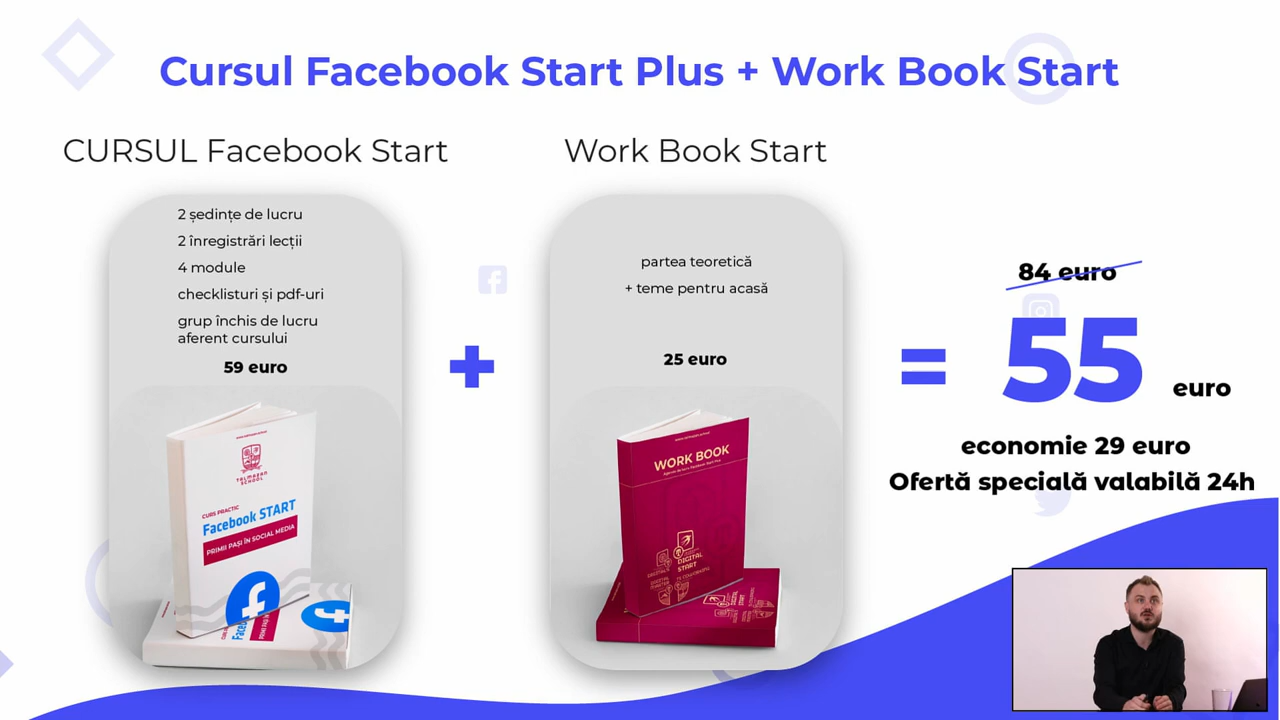 Cursul Facebook Start Plus + Work Book Start
CURSUL Facebook Start
2 ședințe de lucru
2 înregistrări lecții
4 module
checklisturi și pdf-uri
grup închis de lucru
aferent cursului
59 euro
TALMAZAN
SCHOOL
CURS PRACTIC
Facebook START
PRIMII PAȘI ÎN SOCIAL MEDIA
+
Work Book Start
partea teoretică
+ teme pentru acasă
25 euro
WORK BOOK
DIGITAL
START
=
84 euro
55
euro
economie 29 euro
Ofertă specială valabilă 24h